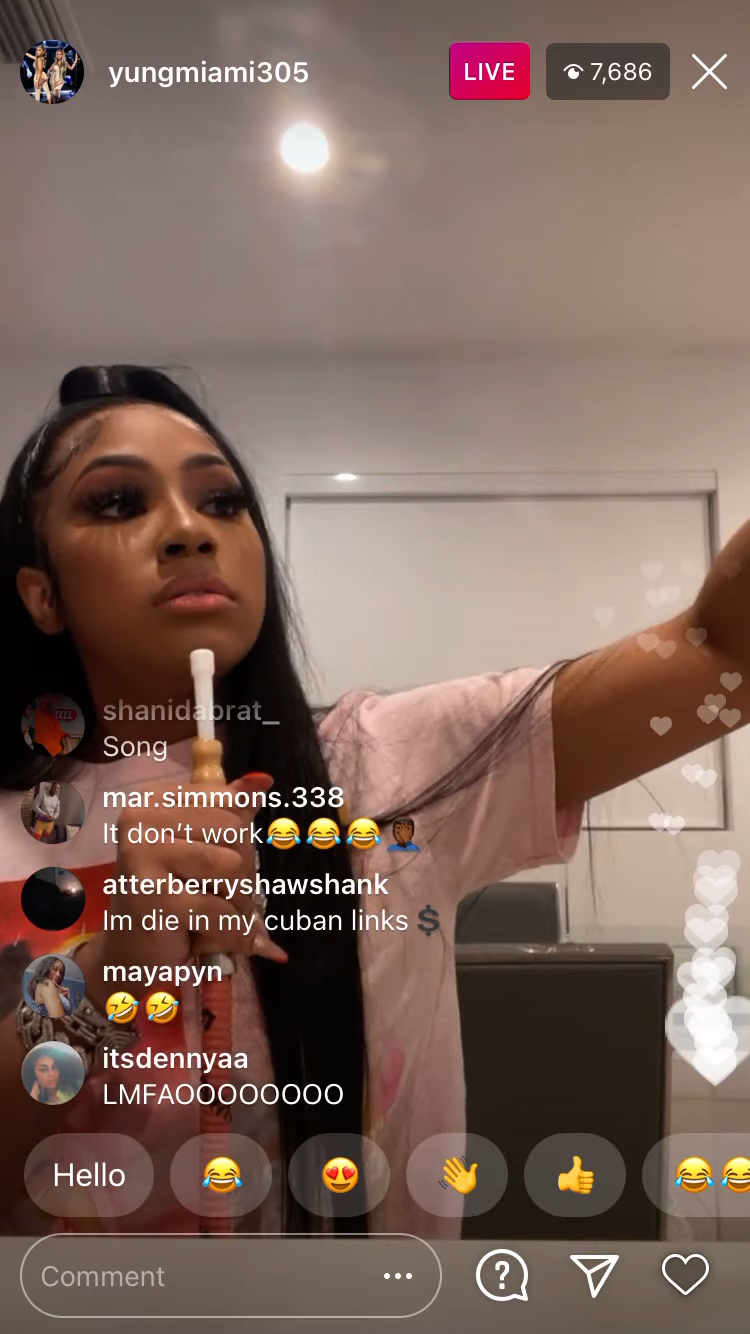 yungmiami305
LIVE
7,686
shanidabrat_
Song
mar.simmons.338
It don't work😂😂😂🤦🏾‍♂️
atterberryshawshank
Im die in my cuban links 💲
mayapyn
🤣🤣
itsdennyaa
LMFAOOOOOOOO
Hello 😂 😍 👋 👍 😂😂
Comment